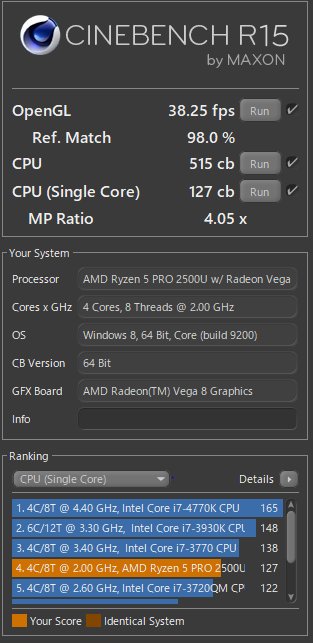 CINEBENCH R15
by MAXON
OpenGL 38.25 fps Run
Ref. Match 98.0 %
CPU 515 cb Run
CPU (Single Core) 127 cb Run
MP Ratio 4.05 x
Your System
Processor AMD Ryzen 5 PRO 2500U w/ Radeon Vega
Cores x GHz 4 Cores, 8 Threads @ 2.00 GHz
OS Windows 8, 64 Bit, Core (build 9200)
CB Version 64 Bit
GFX Board AMD Radeon(TM) Vega 8 Graphics
Info
Ranking
CPU (Single Core) Details
1. 4C/8T @ 4.40 GHz, Intel Core i7-4770K CPU 165
2. 6C/12T @ 3.30 GHz, Intel Core i7-3930K CPU 148
3. 4C/8T @ 3.40 GHz, Intel Core i7-3770 CPU 138
4. 4C/8T @ 2.00 GHz, AMD Ryzen 5 PRO 2500U 127
5. 4C/8T @ 2.60 GHz, Intel Core i7-3720QM CPU 122
Your Score Identical System